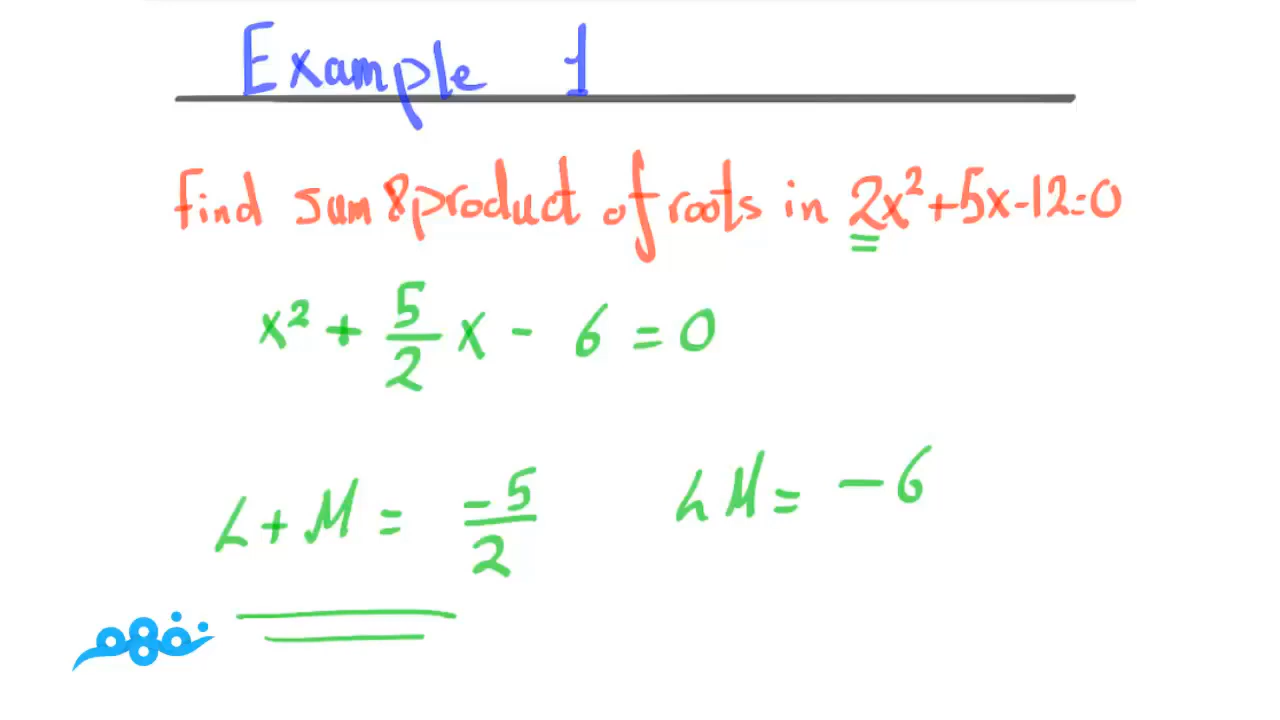 Example 1
Find sum & product of roots in 2x² + 5x - 12 = 0
x² + 5/2 x - 6 = 0
L + M = -5/2 LM = -6
نفهم